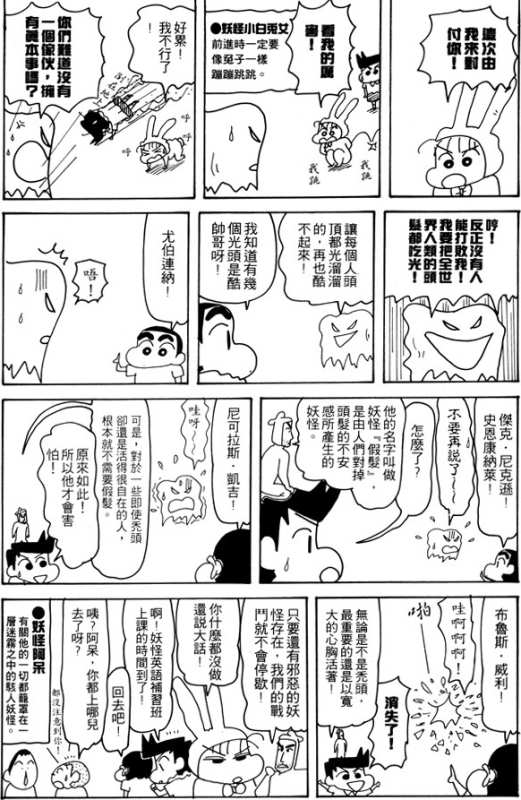 這次由
我來對
付你！
看我的厲
害！
我跳
我跳
●妖怪小白兎女
前進時一定要
像兔子一樣
蹦蹦跳跳。
好累！
我不行了
！
呼
呼
你們難道沒有
一個傢伙，擁
有真本事嗎？
哼！
反正沒有人
能打敗我！
我要把全世
界人類的頭
髮都吃光！
讓每個人頭
頂都光溜溜
的，再也酷
不起來！
我知道有幾
個光頭是酷
帥哥呀！
尤伯連納！
唔！
傑克·尼克遜！
史恩康納萊！
不要再說了～！
怎麼了？
他的名字叫做
妖怪『假髮』，
是由人們對掉
頭髮的不安
感所產生的
妖怪。
尼可拉斯·凱吉！
哇呀～！
可是，對於一些即使禿頭
卻還是活得很自在的人，
根本就不需要假髮。
原來如此！
所以他才會害
怕！
布魯斯·威利！
哇啊啊啊！
啪
消失了！
無論是不是禿頭，
最重要的還是以寬
大的心胸活著！
只要還有邪惡的妖
怪存在，我們的戰
鬥就不會停歇！
你什麼都沒做
還說大話！
啊！妖怪英語補習班
上課的時間到了！
回去吧！
咦？阿呆，你都上哪兒
去了呀？
都沒注意到你！
●妖怪阿呆
有關他的一切都籠罩在一
層迷霧之中的駭人妖怪。